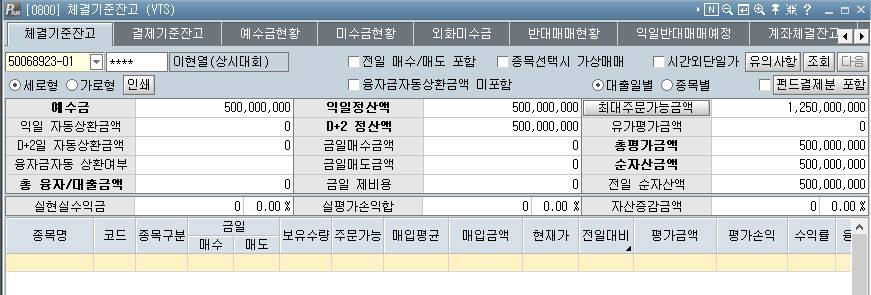 Plus [0800] 체결기준잔고 (VTS) N ?
체결기준잔고 결제기준잔고 예수금현황 미수금현황 외화미수금 반대매매현황 익일반대매매예정 계좌체결잔고
50068923-01 **** 이현열(상시대회) 전일 매수/매도 포함 종목선택시 가상매매 시간외단일가 유의사항 조회 다음
세로형 가로형 인쇄 융자금자동상환금액 미포함 대출일별 종목별 펀드결제분 포함
예수금 500,000,000 익일정산액 500,000,000 최대주문가능금액 1,250,000,000
익일 자동상환금액 0 D+2 정산액 500,000,000 유가평가금액 0
D+2일 자동상환금액 0 금일매수금액 0 총평가금액 500,000,000
융자금자동 상환여부 금일매도금액 0 순자산금액 500,000,000
총 융자/대출금액 0 금일 제비용 0 전일 순자산액 500,000,000
실현실수익금 0 0.00 % 실평가손익합 0 0.00 % 자산증감금액 0 0.00 %
종목명 코드 종목구분 금일 보유수량 주문가능 매입평균 매입금액 현재가 전일대비 평가금액 평가손익 수익률 융
매수 매도